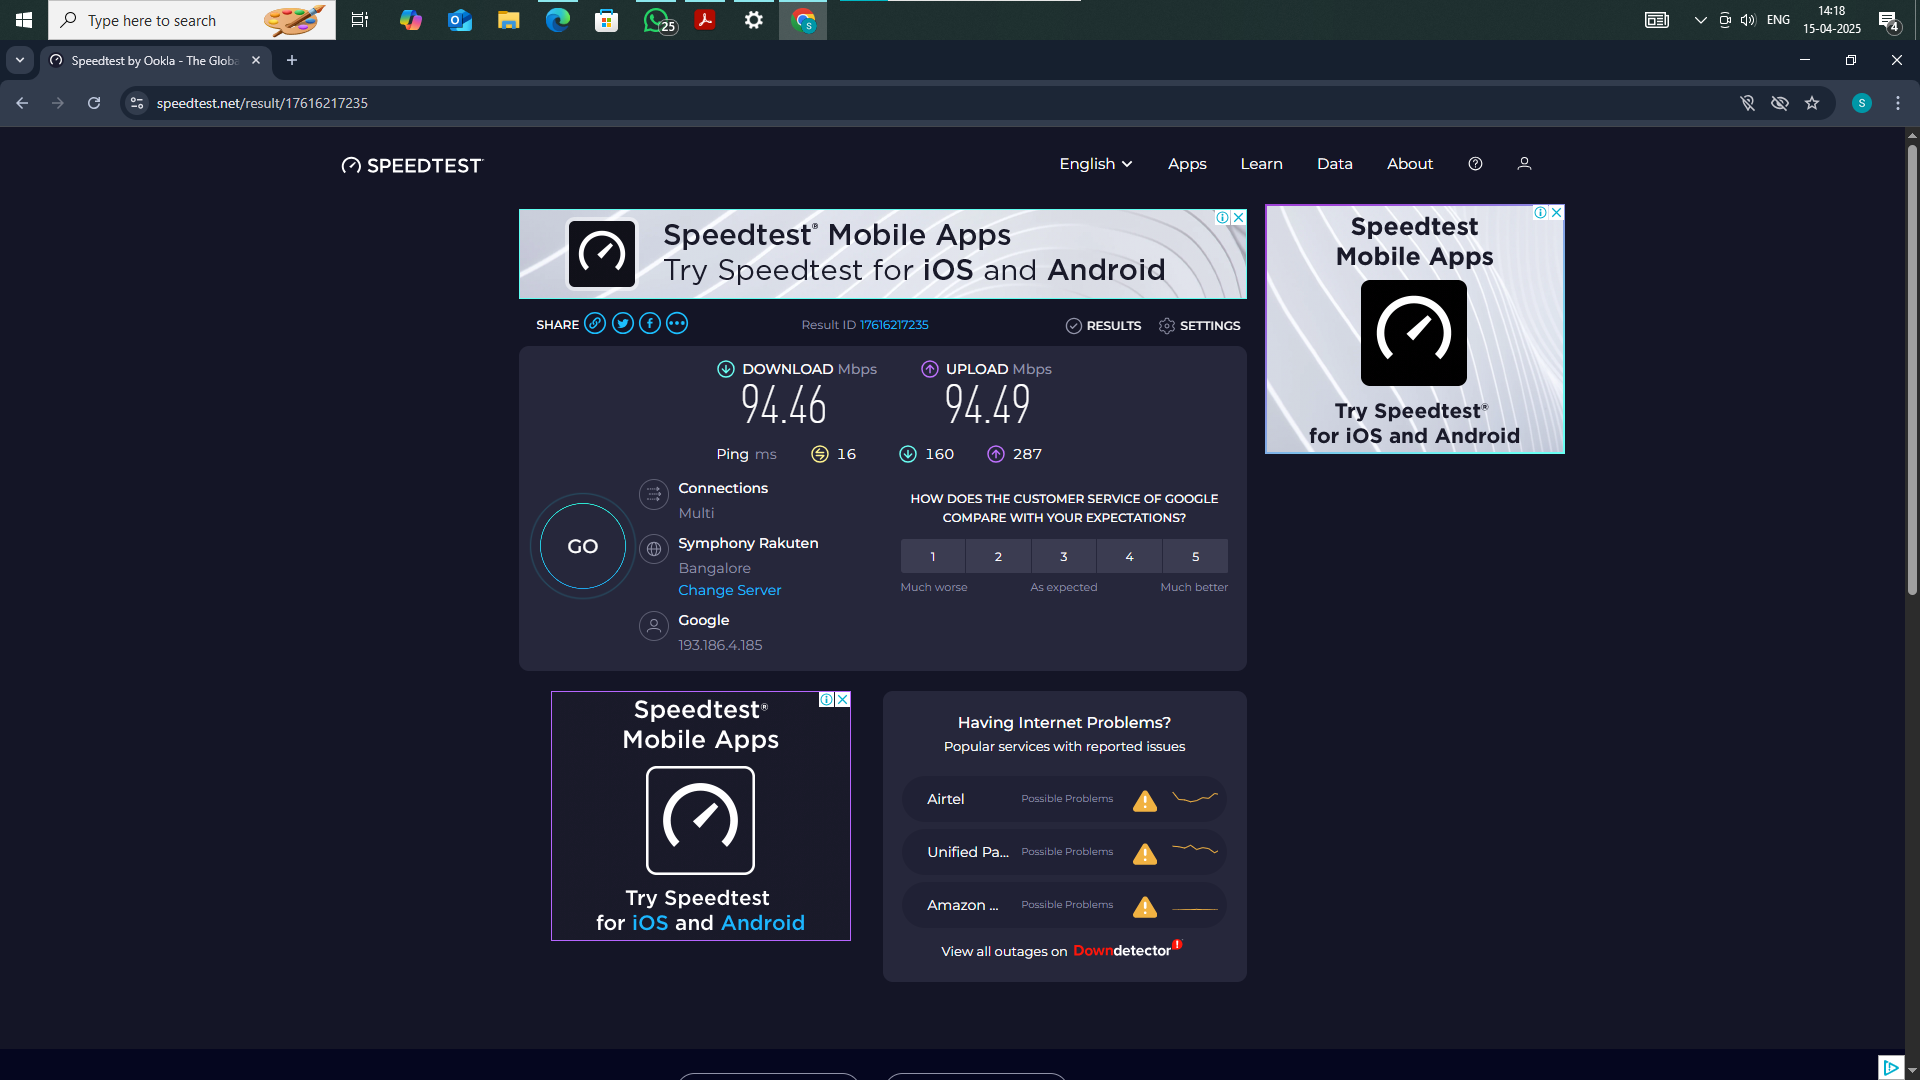 Type here to search
25
ENG
14:18
15-04-2025
4
Speedtest by Ookla - The Globa
speedtest.net/result/17616217235
S
SPEEDTEST
English
Apps
Learn
Data
About
Speedtest® Mobile Apps
Try Speedtest for iOS and Android
Speedtest
Mobile Apps
Try Speedtest®
for iOS and Android
SHARE
Result ID 17616217235
RESULTS
SETTINGS
DOWNLOAD Mbps
94.46
UPLOAD Mbps
94.49
Ping ms
16
160
287
GO
Connections
Multi
Symphony Rakuten
Bangalore
Change Server
Google
193.186.4.185
HOW DOES THE CUSTOMER SERVICE OF GOOGLE
COMPARE WITH YOUR EXPECTATIONS?
1 2 3 4 5
Much worse As expected Much better
Speedtest®
Mobile Apps
Try Speedtest
for iOS and Android
Having Internet Problems?
Popular services with reported issues
Airtel Possible Problems
Unified Pa... Possible Problems
Amazon ... Possible Problems
View all outages on Downdetector